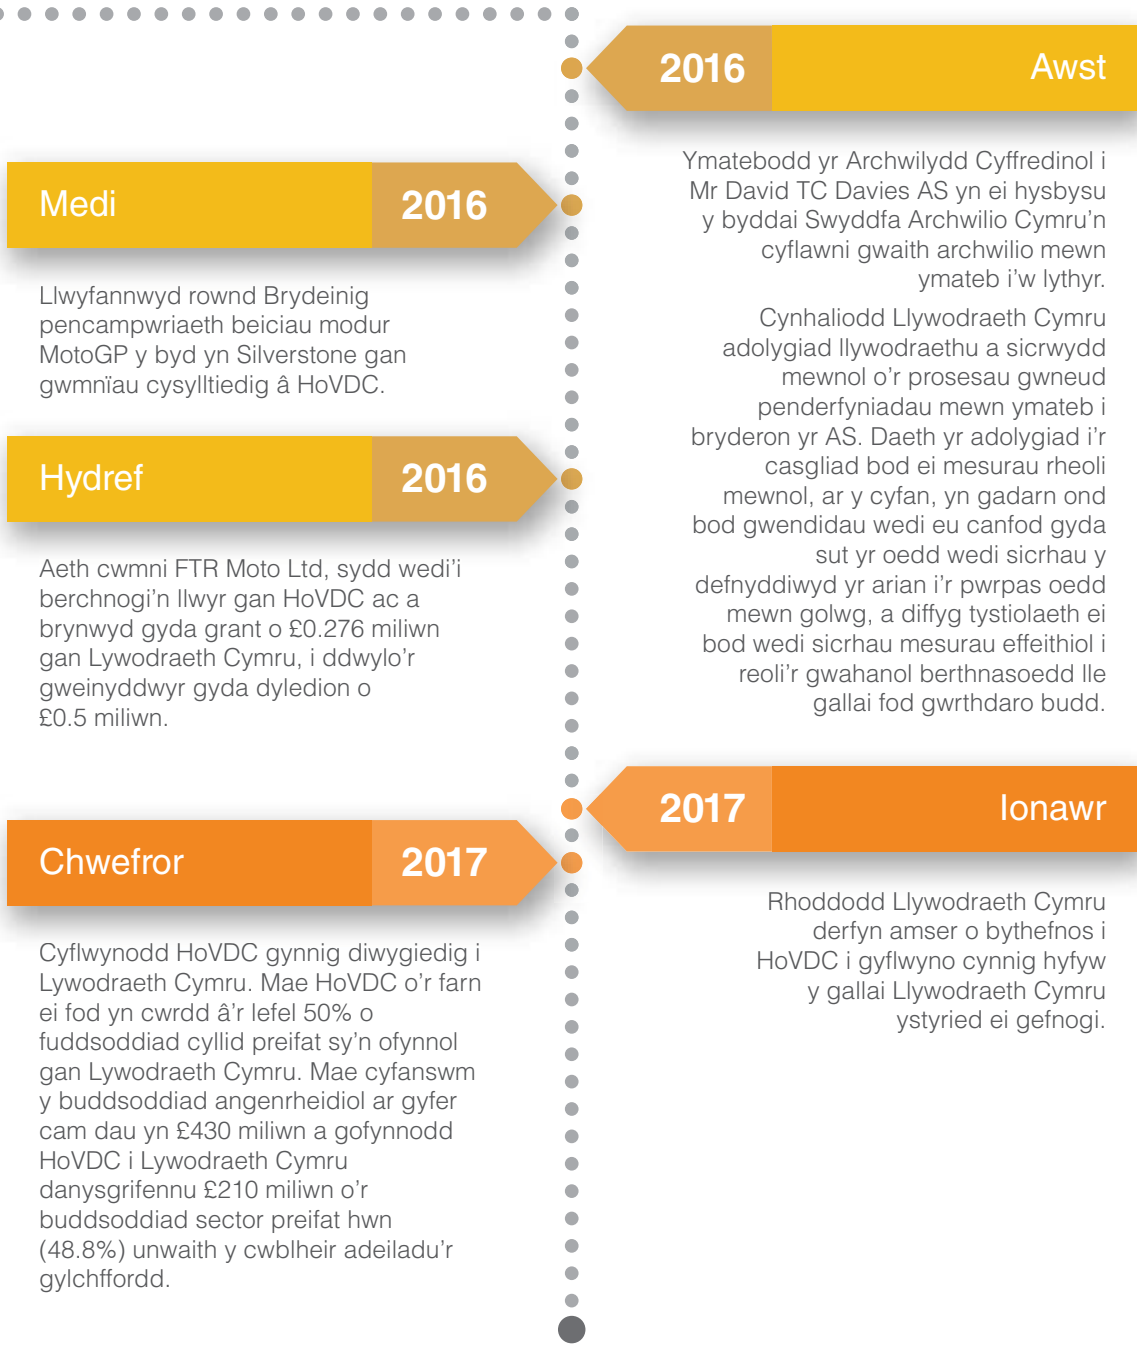 2016 Awst
Ymatebodd yr Archwilydd Cyffredinol i
Mr David TC Davies AS yn ei hysbysu
y byddai Swyddfa Archwilio Cymru’n
cyflawni gwaith archwilio mewn
ymateb i’w lythyr.
Cynhaliodd Llywodraeth Cymru
adolygiad llywodraethu a sicrwydd
mewnol o’r prosesau gwneud
penderfyniadau mewn ymateb i
bryderon yr AS. Daeth yr adolygiad i’r
casgliad bod ei mesurau rheoli
mewnol, ar y cyfan, yn gadarn ond
bod gwendidau wedi eu canfod gyda
sut yr oedd wedi sicrhau y
defnyddiwyd yr arian i’r pwrpas oedd
mewn golwg, a diffyg tystiolaeth ei
bod wedi sicrhau mesurau effeithiol i
reoli’r gwahanol berthnasoedd lle
gallai fod gwrthdaro budd.
Medi 2016
Llwyfannwyd rownd Brydeinig
pencampwriaeth beiciau modur
MotoGP y byd yn Silverstone gan
gwmnïau cysylltiedig â HoVDC.
Hydref 2016
Aeth cwmni FTR Moto Ltd, sydd wedi’i
berchnogi’n llwyr gan HoVDC ac a
brynwyd gyda grant o £0.276 miliwn
gan Lywodraeth Cymru, i ddwylo’r
gweinyddwyr gyda dyledion o
£0.5 miliwn.
2017 Ionawr
Rhoddodd Llywodraeth Cymru
derfyn amser o bythefnos i
HoVDC i gyflwyno cynnig hyfyw
y gallai Llywodraeth Cymru
ystyried ei gefnogi.
Chwefror 2017
Cyflwynodd HoVDC gynnig diwygiedig i
Lywodraeth Cymru. Mae HoVDC o’r farn
ei fod yn cwrdd â’r lefel 50% o
fuddsoddiad cyllid preifat sy’n ofynnol
gan Lywodraeth Cymru. Mae cyfanswm
y buddsoddiad angenrheidiol ar gyfer
cam dau yn £430 miliwn a gofynnodd
HoVDC i Lywodraeth Cymru
danysgrifennu £210 miliwn o’r
buddsoddiad sector preifat hwn
(48.8%) unwaith y cwblheir adeiladu’r
gylchffordd.